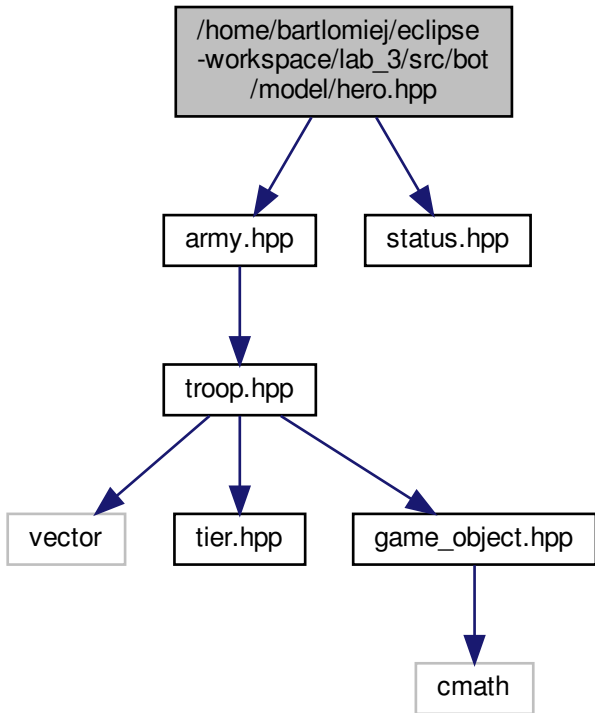 /home/bartlomiej/eclipse
-workspace/lab_3/src/bot
/model/hero.hpp
army.hpp
status.hpp
troop.hpp
vector
tier.hpp
game_object.hpp
cmath